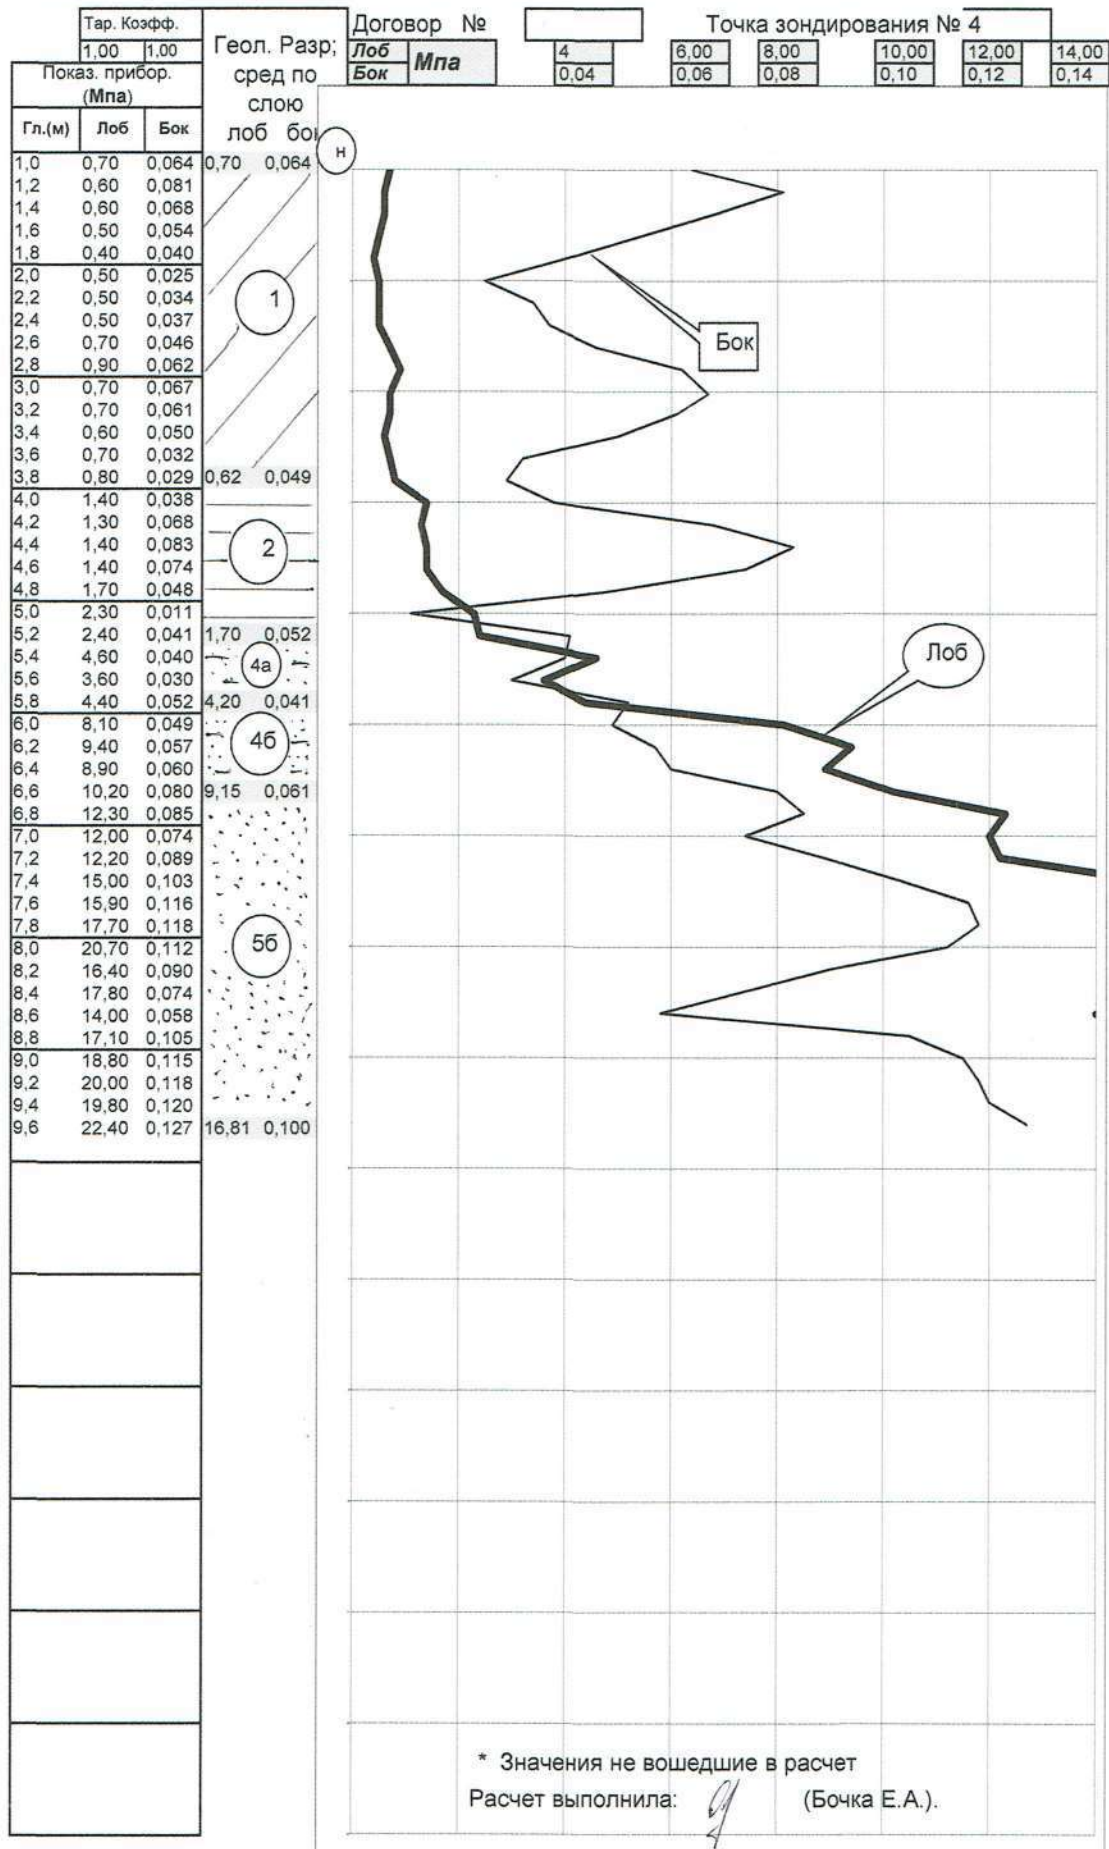 Тар. Коэфф.
1,00 1,00
Показ. прибор.
(Мпа)
Гл.(м) Лоб Бок
Геол. Разр;
сред по
слою
лоб бок
Договор №
Точка зондирования № 4
Лоб Мпа 4 6,00 8,00 10,00 12,00 14,00
Бок 0,04 0,06 0,08 0,10 0,12 0,14
н
1,0 0,70 0,064 0,70 0,064
1,2 0,60 0,081
1,4 0,60 0,068
1,6 0,50 0,054
1,8 0,40 0,040
2,0 0,50 0,025
2,2 0,50 0,034 1
2,4 0,50 0,037
2,6 0,70 0,046 Бок
2,8 0,90 0,062
3,0 0,70 0,067
3,2 0,70 0,061
3,4 0,60 0,050
3,6 0,70 0,032
3,8 0,80 0,029 0,62 0,049
4,0 1,40 0,038
4,2 1,30 0,068
4,4 1,40 0,083 2
4,6 1,40 0,074
4,8 1,70 0,048
5,0 2,30 0,011
5,2 2,40 0,041 1,70 0,052
5,4 4,60 0,040 4а Лоб
5,6 3,60 0,030
5,8 4,40 0,052 4,20 0,041
6,0 8,10 0,049
6,2 9,40 0,057 4б
6,4 8,90 0,060
6,6 10,20 0,080 9,15 0,061
6,8 12,30 0,085
7,0 12,00 0,074
7,2 12,20 0,089
7,4 15,00 0,103
7,6 15,90 0,116
7,8 17,70 0,118
8,0 20,70 0,112 5б
8,2 16,40 0,090
8,4 17,80 0,074
8,6 14,00 0,058
8,8 17,10 0,105
9,0 18,80 0,115
9,2 20,00 0,118
9,4 19,80 0,120
9,6 22,40 0,127 16,81 0,100
* Значения не вошедшие в расчет
Расчет выполнила: (Бочка Е.А.).